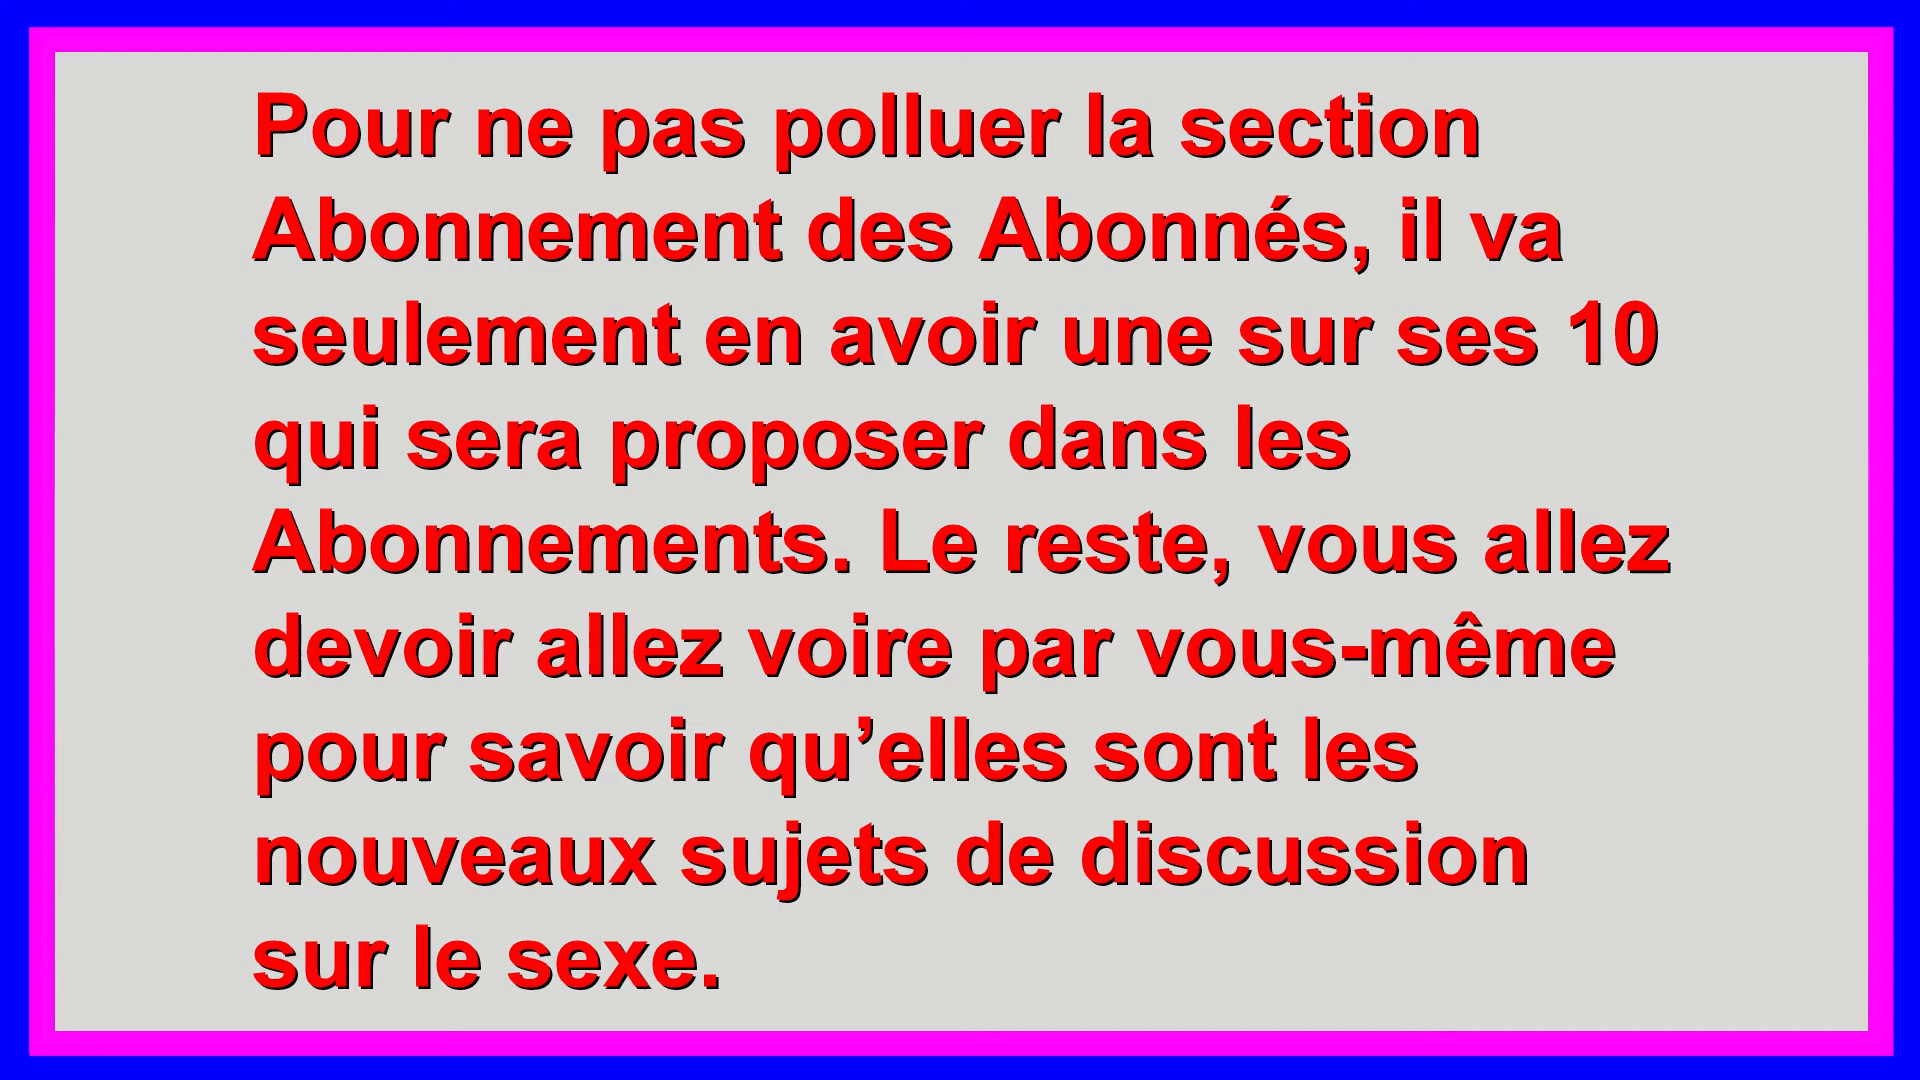 Pour ne pas polluer la section
Abonnement des Abonnés, il va
seulement en avoir une sur ses 10
qui sera proposer dans les
Abonnements. Le reste, vous allez
devoir allez voire par vous-même
pour savoir qu’elles sont les
nouveaux sujets de discussion
sur le sexe.